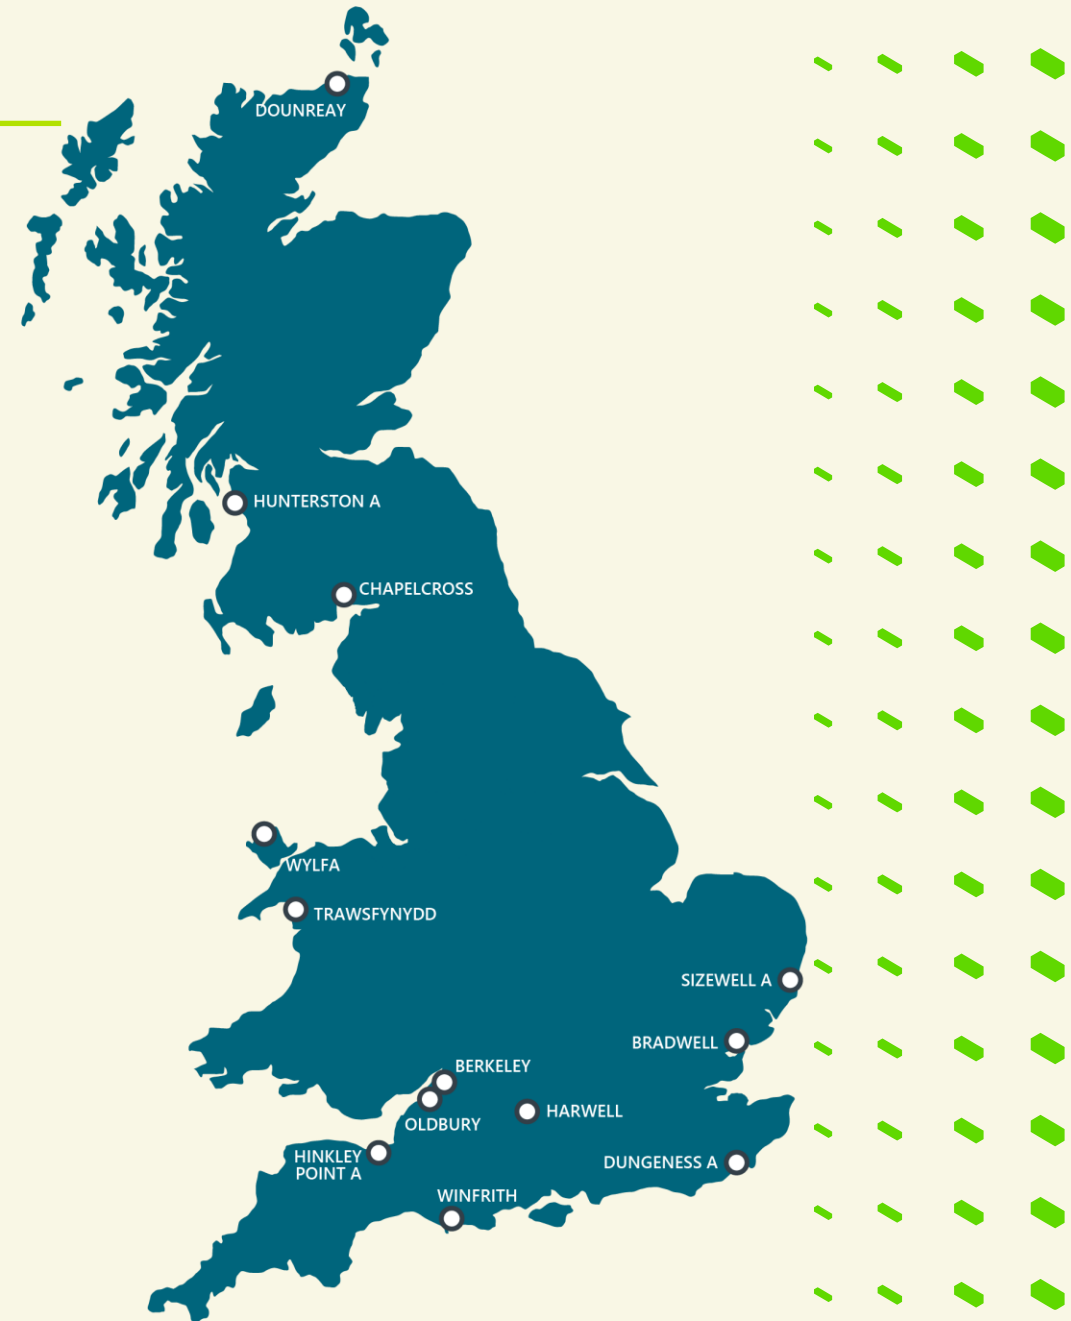 DOUNREAY
HUNTERSTON A
CHAPELCROSS
WYLFA
TRAWSFYNYDD
SIZEWELL A
BRADWELL
BERKELEY
OLDBURY
HARWELL
HINKLEY
POINT A
DUNGENESS A
WINFRITH